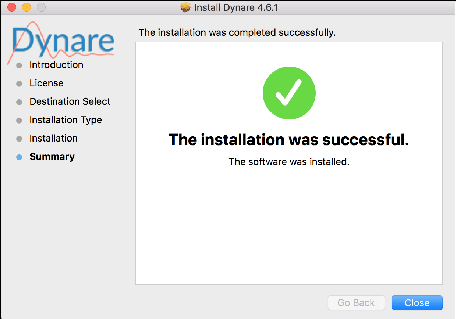 Install Dynare 4.6.1
Dynare
The installation was completed successfully.
Introduction
License
Destination Select
Installation Type
Installation
Summary
The installation was successful.
The software was installed.
Go Back
Close